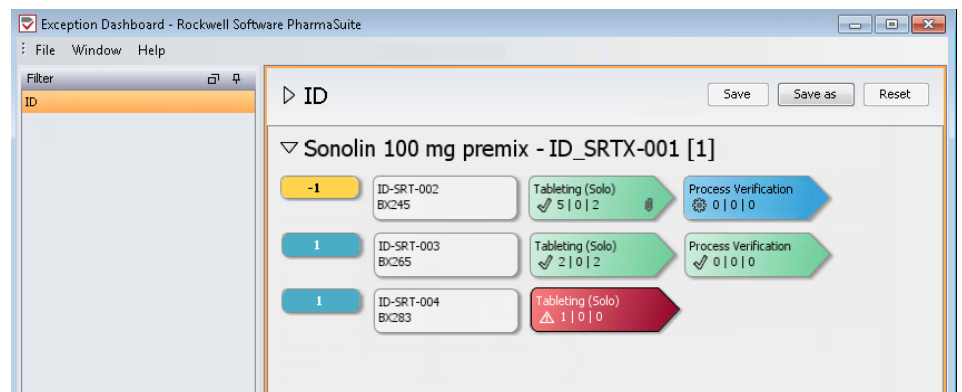 Exception Dashboard - Rockwell Software PharmaSuite
File Window Help
Filter
ID
ID
Save Save as Reset
Sonolin 100 mg premix - ID_SRTX-001 [1]
-1
ID-SRT-002
BX245
Tableting (Solo)
5 | 0 | 2
Process Verification
0 | 0 | 0
1
ID-SRT-003
BX265
Tableting (Solo)
2 | 0 | 2
Process Verification
0 | 0 | 0
1
ID-SRT-004
BX283
Tableting (Solo)
1 | 0 | 0